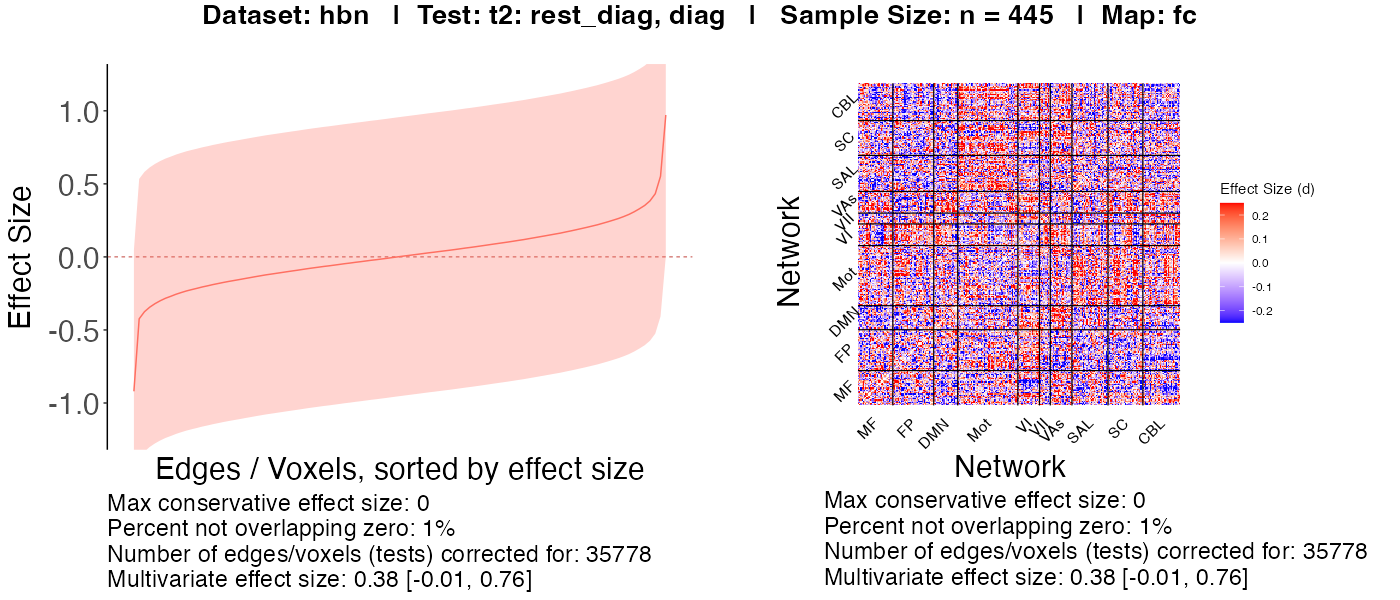 Dataset: hbn | Test: t2: rest_diag, diag | Sample Size: n = 445 | Map: fc
Effect Size
1.0
0.5
0.0
-0.5
-1.0
Edges / Voxels, sorted by effect size
Max conservative effect size: 0
Percent not overlapping zero: 1%
Number of edges/voxels (tests) corrected for: 35778
Multivariate effect size: 0.38 [-0.01, 0.76]
Network
CBL
SC
SAL
VAs
VII
VI
Mot
DMN
FP
MF
MF FP DMN Mot VI VII VAs SAL SC CBL
Network
Effect Size (d)
0.2
0.1
0.0
-0.1
-0.2
Max conservative effect size: 0
Percent not overlapping zero: 1%
Number of edges/voxels (tests) corrected for: 35778
Multivariate effect size: 0.38 [-0.01, 0.76]